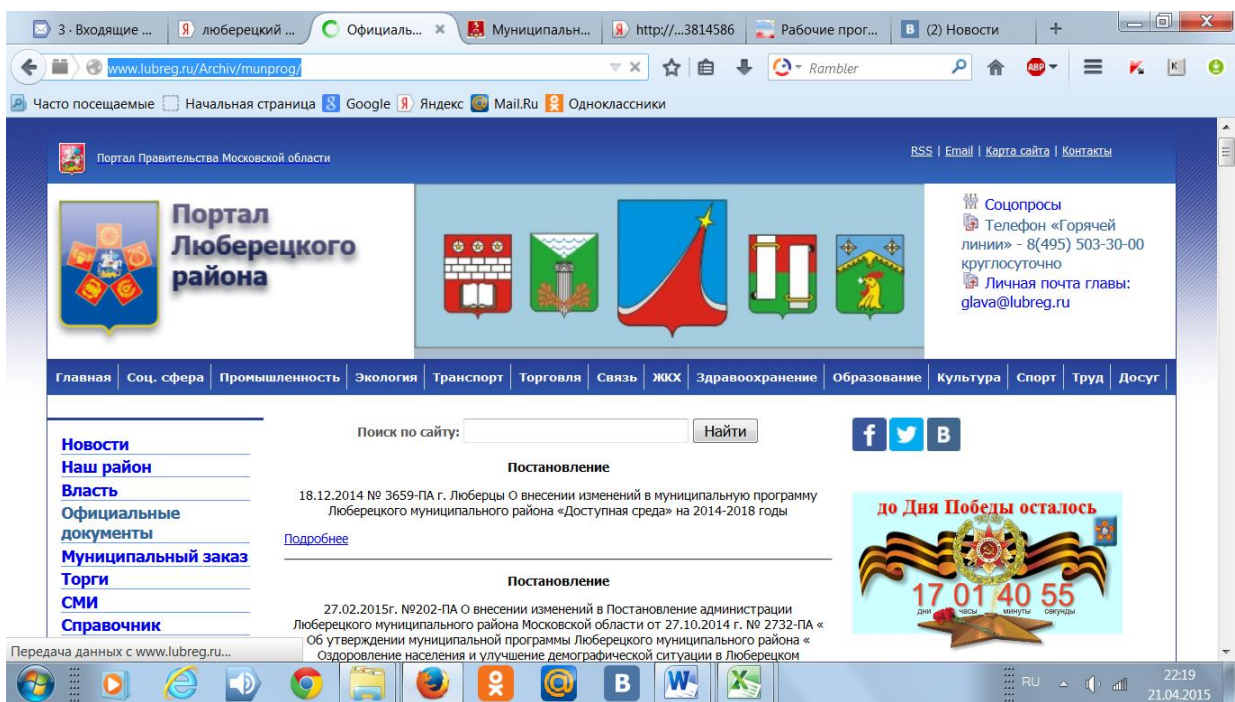 3 · Входящие ...
люберецкий ...
Официаль...
Муниципальн...
http://...3814586
Рабочие прог...
(2) Новости
www.lubreg.ru/Archiv/munprog/
Rambler
ABP
Часто посещаемые
Начальная страница
Google
Яндекс
Mail.Ru
Одноклассники
Портал Правительства Московской области
RSS | Email | Карта сайта | Контакты
Портал
Люберецкого
района
Соцопросы
Телефон «Горячей
линии» - 8(495) 503-30-00
круглосуточно
Личная почта главы:
glava@lubreg.ru
Главная | Соц. сфера | Промышленность | Экология | Транспорт | Торговля | Связь | ЖКХ | Здравоохранение | Образование | Культура | Спорт | Труд | Досуг
Новости
Наш район
Власть
Официальные
документы
Муниципальный заказ
Торги
СМИ
Справочник
Поиск по сайту:
Найти
Постановление
18.12.2014 № 3659-ПА г. Люберцы О внесении изменений в муниципальную программу
Люберецкого муниципального района «Доступная среда» на 2014-2018 годы
Подробнее
Постановление
27.02.2015г. №202-ПА О внесении изменений в Постановление администрации
Люберецкого муниципального района Московской области от 27.10.2014 г. № 2732-ПА «
Об утверждении муниципальной программы Люберецкого муниципального района «
Оздоровление населения и улучшение демографической ситуации в Люберецком
до Дня Победы осталось
17 01 40 55
дни часы минуты секунды
Передача данных с www.lubreg.ru...
RU
22:19
21.04.2015